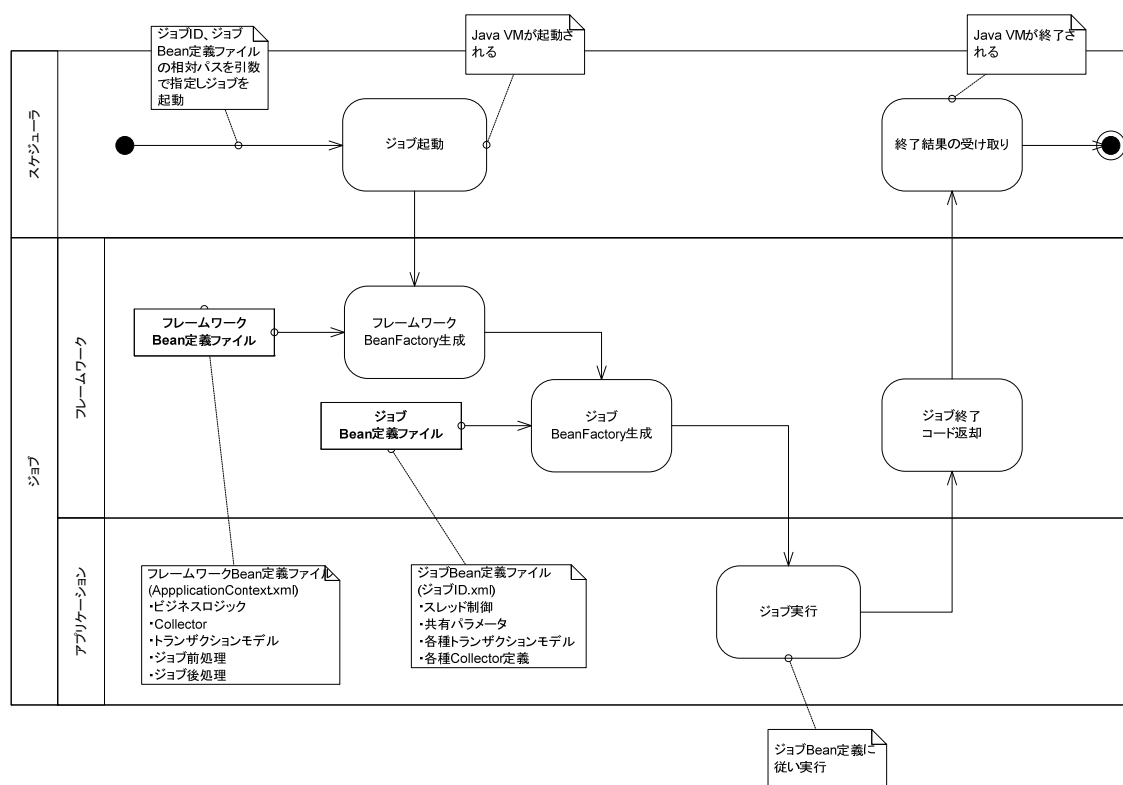 ジョブID、ジョブ
Bean定義ファイル
の相対パスを引数
で指定しジョブを
起動
Java VMが起動さ
れる
Java VMが終了さ
れる
スケジューラ
ジョブ起動
終了結果の受け取り
ジョブ
フレームワーク
フレームワーク
Bean定義ファイル
フレームワーク
BeanFactory生成
ジョブ
Bean定義ファイル
ジョブ
BeanFactory生成
ジョブ終了
コード返却
アプリケーション
フレームワークBean定義ファイル
(AppplicationContext.xml)
・ビジネスロジック
・Collector
・トランザクションモデル
・ジョブ前処理
・ジョブ後処理
ジョブBean定義ファイル
(ジョブID.xml)
・スレッド制御
・共有パラメータ
・各種トランザクションモデル
・各種Collector定義
ジョブ実行
ジョブBean定義に
従い実行